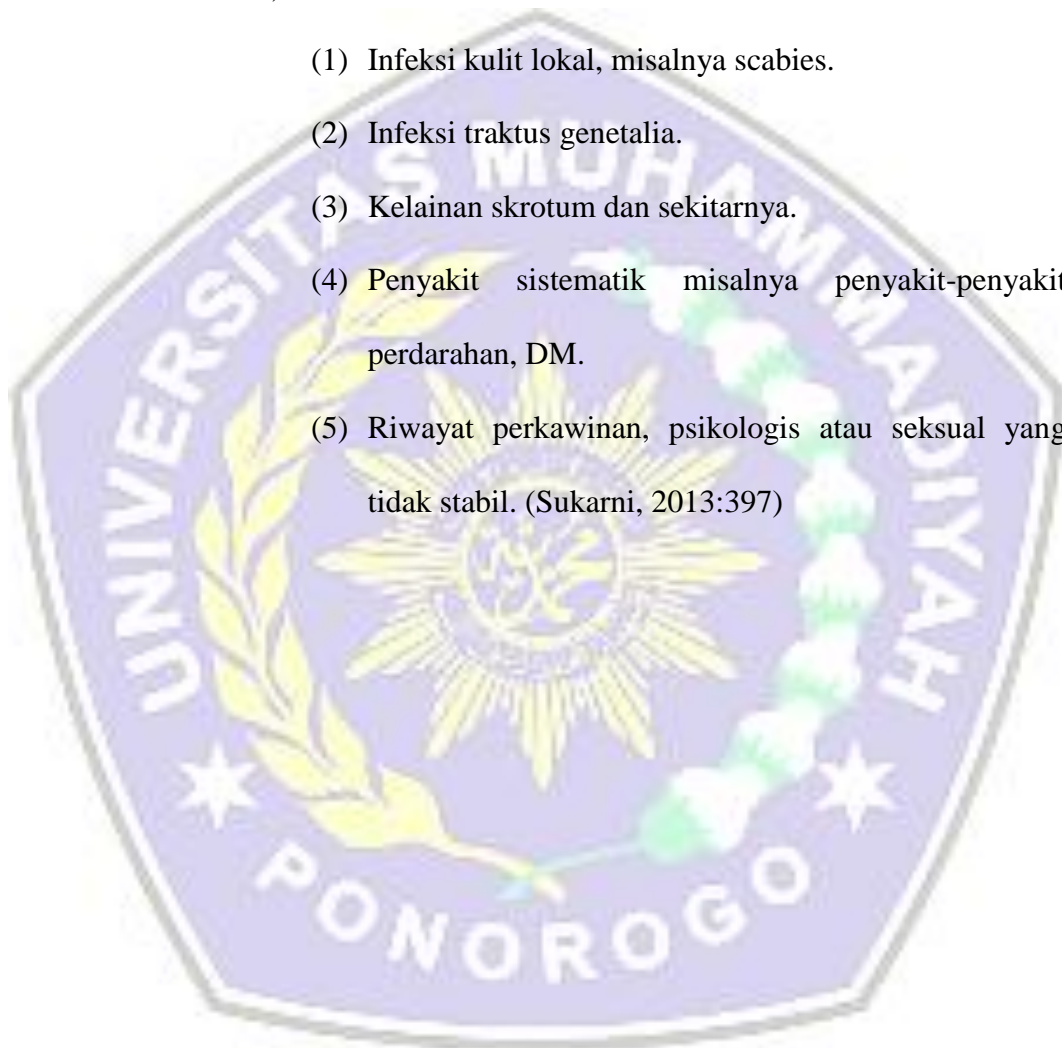 (1) Infeksi kulit lokal, misalnya scabies.
(2) Infeksi traktus genetalia.
(3) Kelainan skrotum dan sekitarnya.
(4) Penyakit sistematik misalnya penyakit-penyakit
perdarahan, DM.
(5) Riwayat perkawinan, psikologis atau seksual yang
tidak stabil. (Sukarni, 2013:397)
UNIVERSITAS MUHAMMADIYAH
PONOROGO